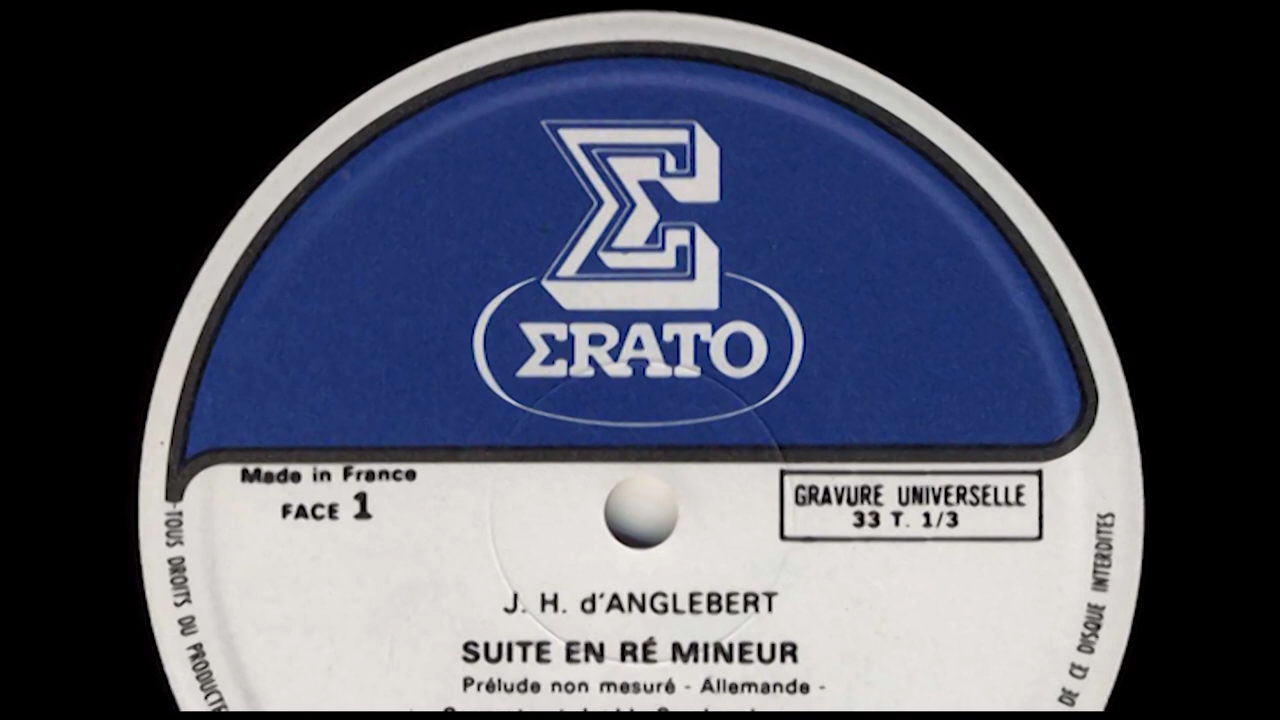 ΣRATO
Made in France
FACE 1
GRAVURE UNIVERSELLE
33 T. 1/3
J. H. d'ANGLEBERT
SUITE EN RÉ MINEUR
Prélude non mesuré - Allemande -
TOUS DROITS DU
DE CE DISQUE INTERDITES